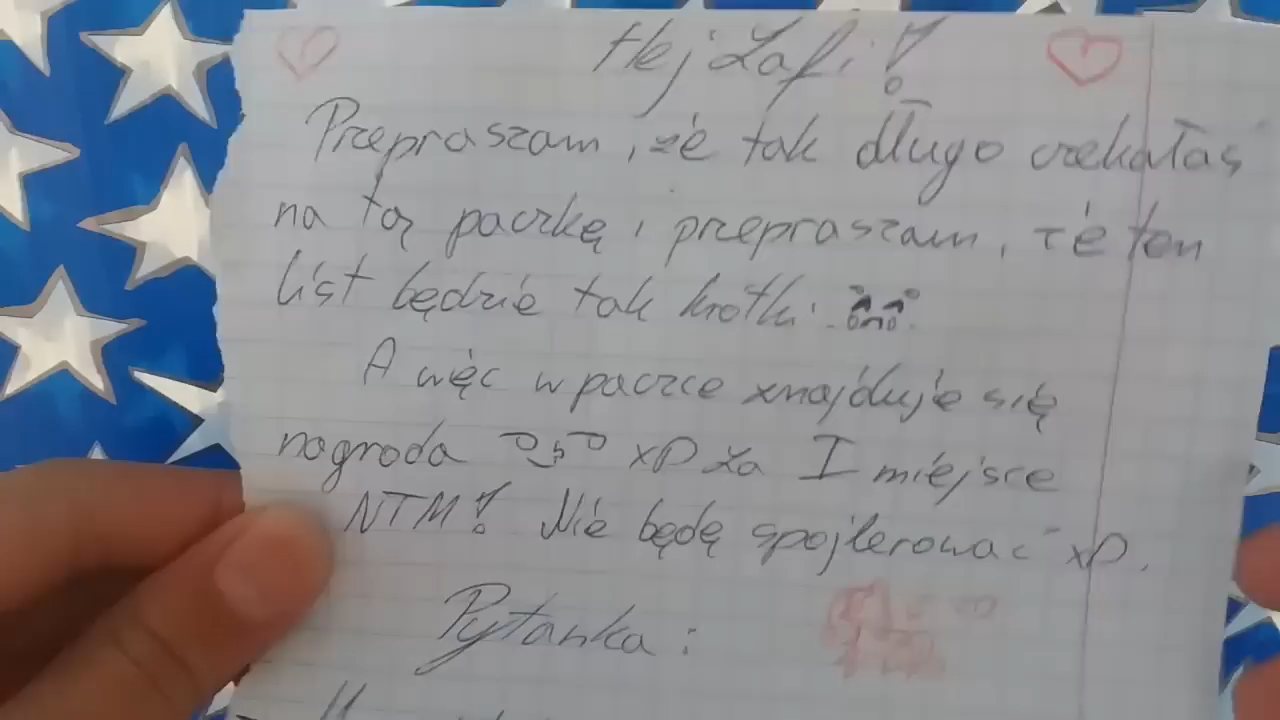 Hej Lafi!
Przepraszam, że tak długo czekałaś
na tą paczkę i przepraszam, że ten
list będzie tak krótki
A więc w paczce znajduje się
nagroda xD za I miejsce
NTM! Nie będę spojlerować xD.
Pytanka: